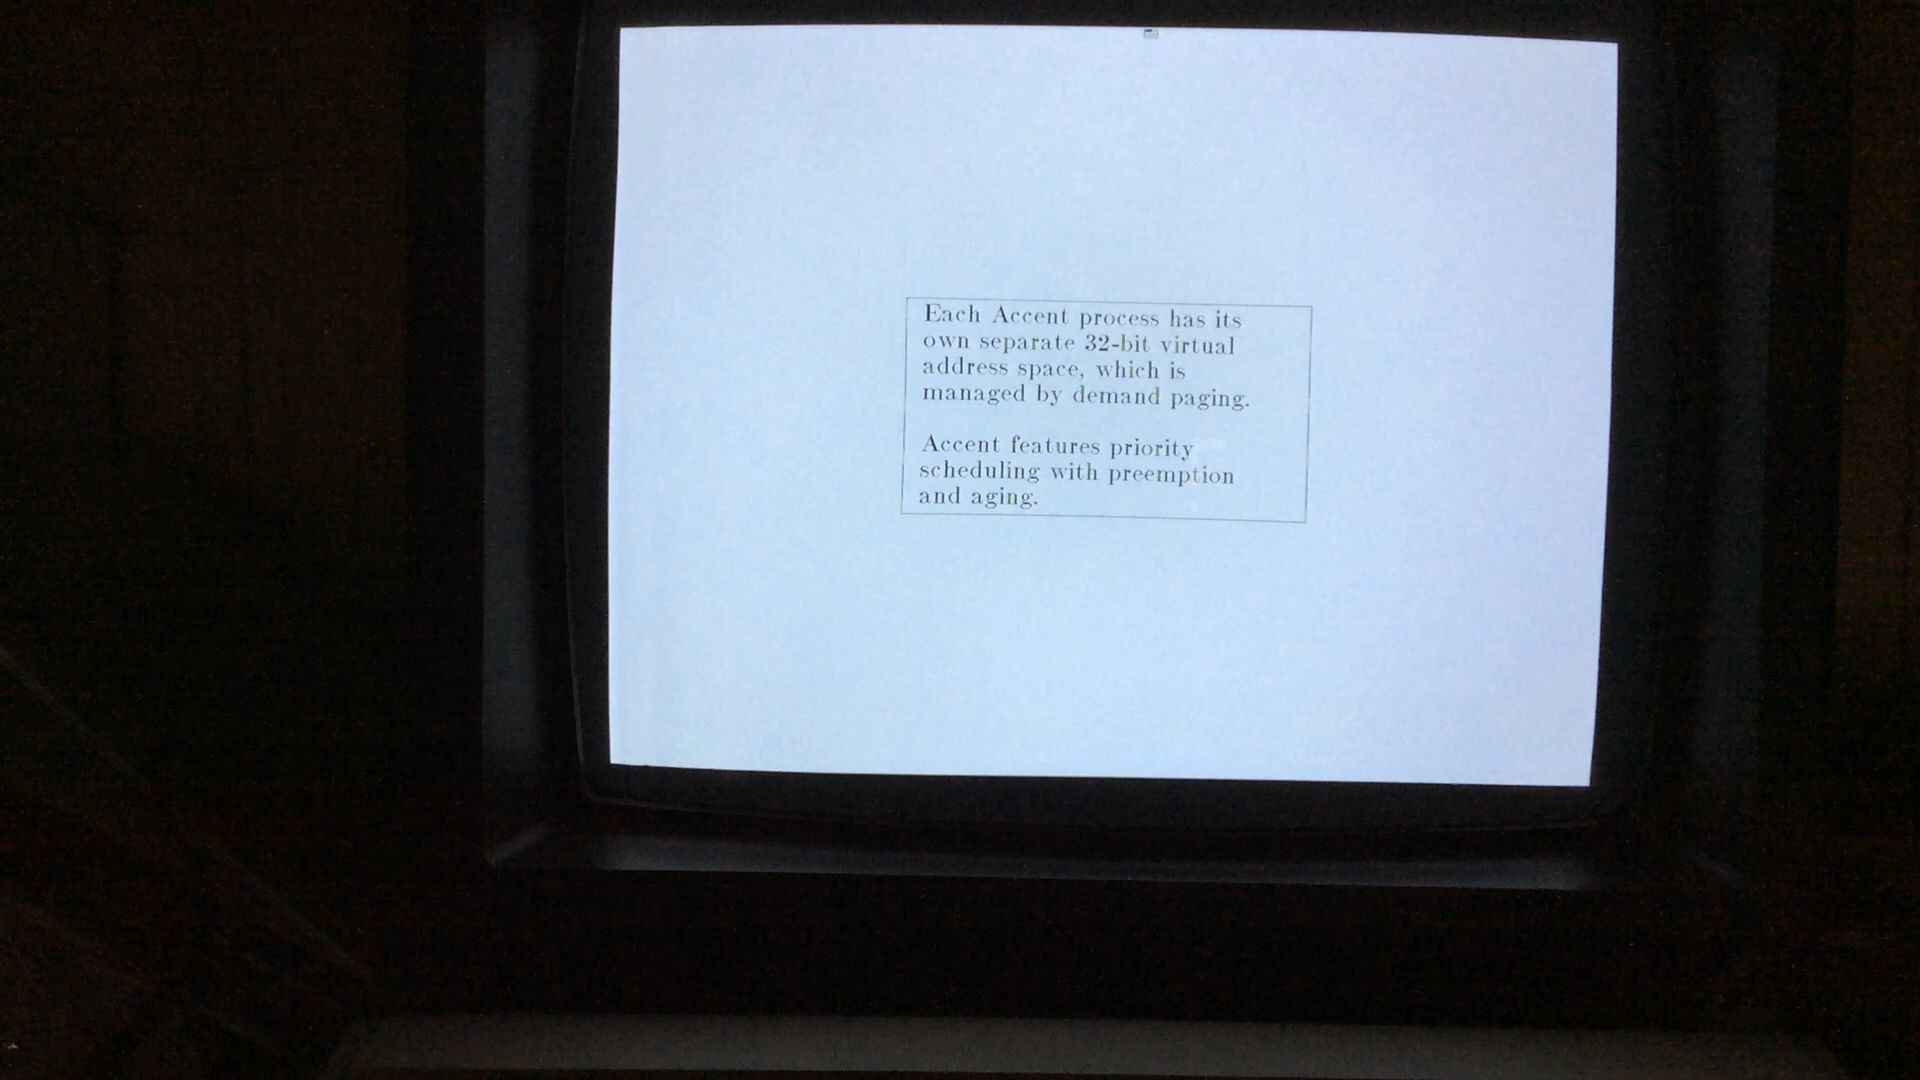 Each Accent process has its
own separate 32-bit virtual
address space, which is
managed by demand paging.
Accent features priority
scheduling with preemption
and aging.